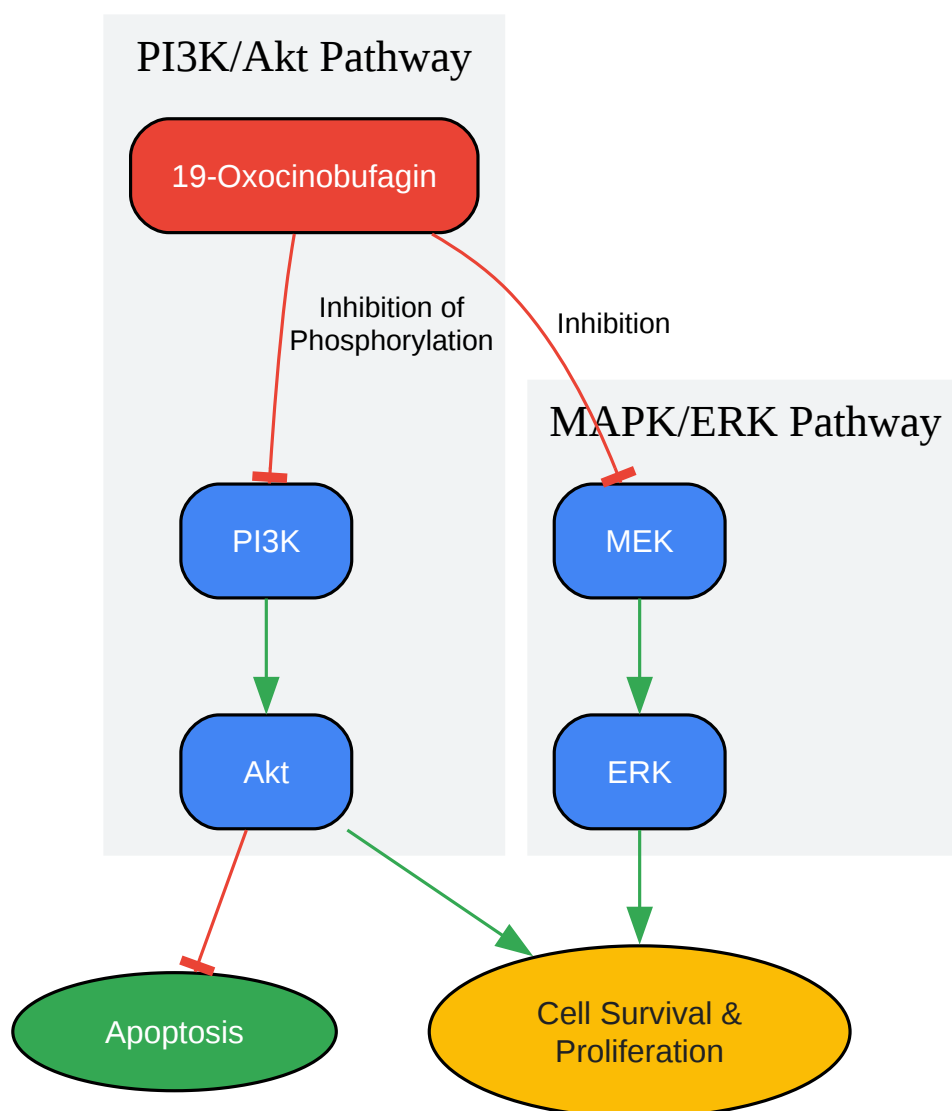 PI3K/Akt Pathway
19-Oxocinobufagin
Inhibition of
Phosphorylation
Inhibition
MAPK/ERK Pathway
PI3K
MEK
Akt
ERK
Apoptosis
Cell Survival &
Proliferation